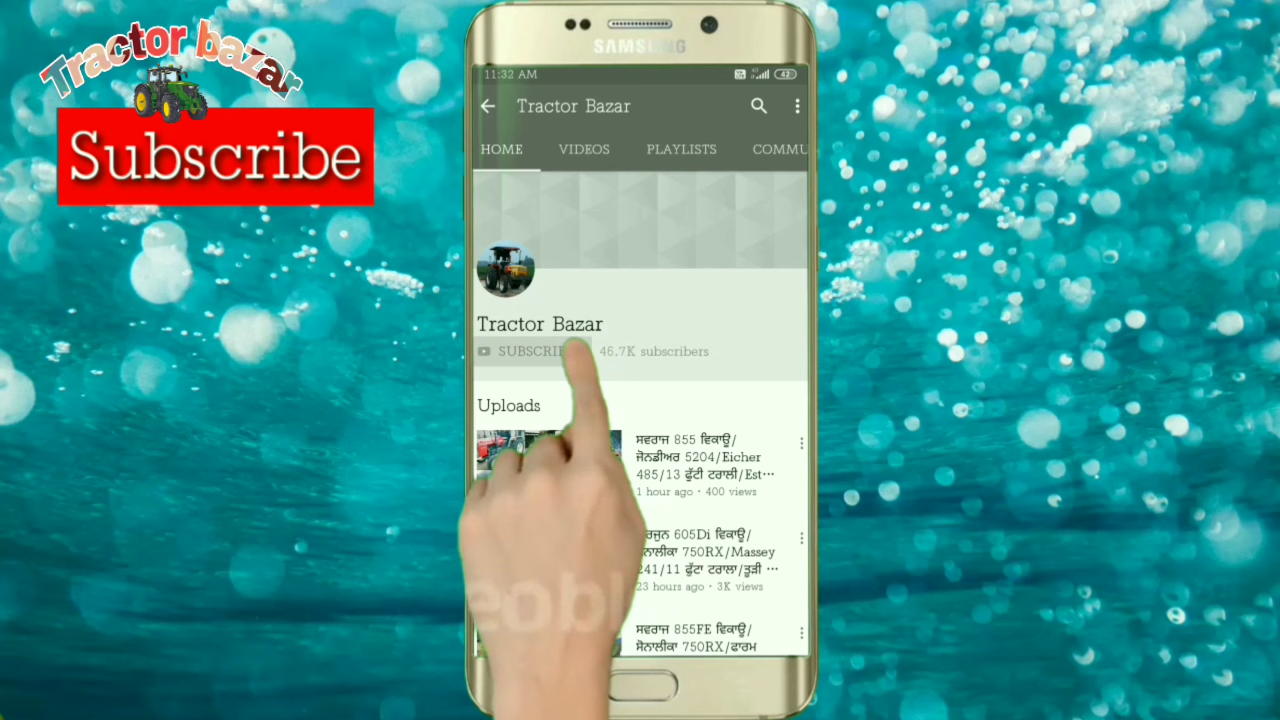 Tractor bazar
Subscribe
SAMSUNG
11:32 AM
42
Tractor Bazar
HOME VIDEOS PLAYLISTS COMMU
Tractor Bazar
46.7K subscribers
Uploads
ਸਵਰਾਜ 855 ਵਿਕਾਊ/
ਜੋਨਡੀਅਰ 5204/Eicher
485/13 ਫੁੱਟੀ ਟਰਾਲੀ/Est…
1 hour ago • 400 views
605Di ਵਿਕਾਊ/
750RX/Massey
241/11 ਫੁੱਟਾ ਟਰਾਲਾ/ਤੂੜੀ …
23 hours ago • 3K views
ਸਵਰਾਜ 855FE ਵਿਕਾਊ/
ਸੋਨਾਲੀਕਾ 750RX/ਫਾਰਮ